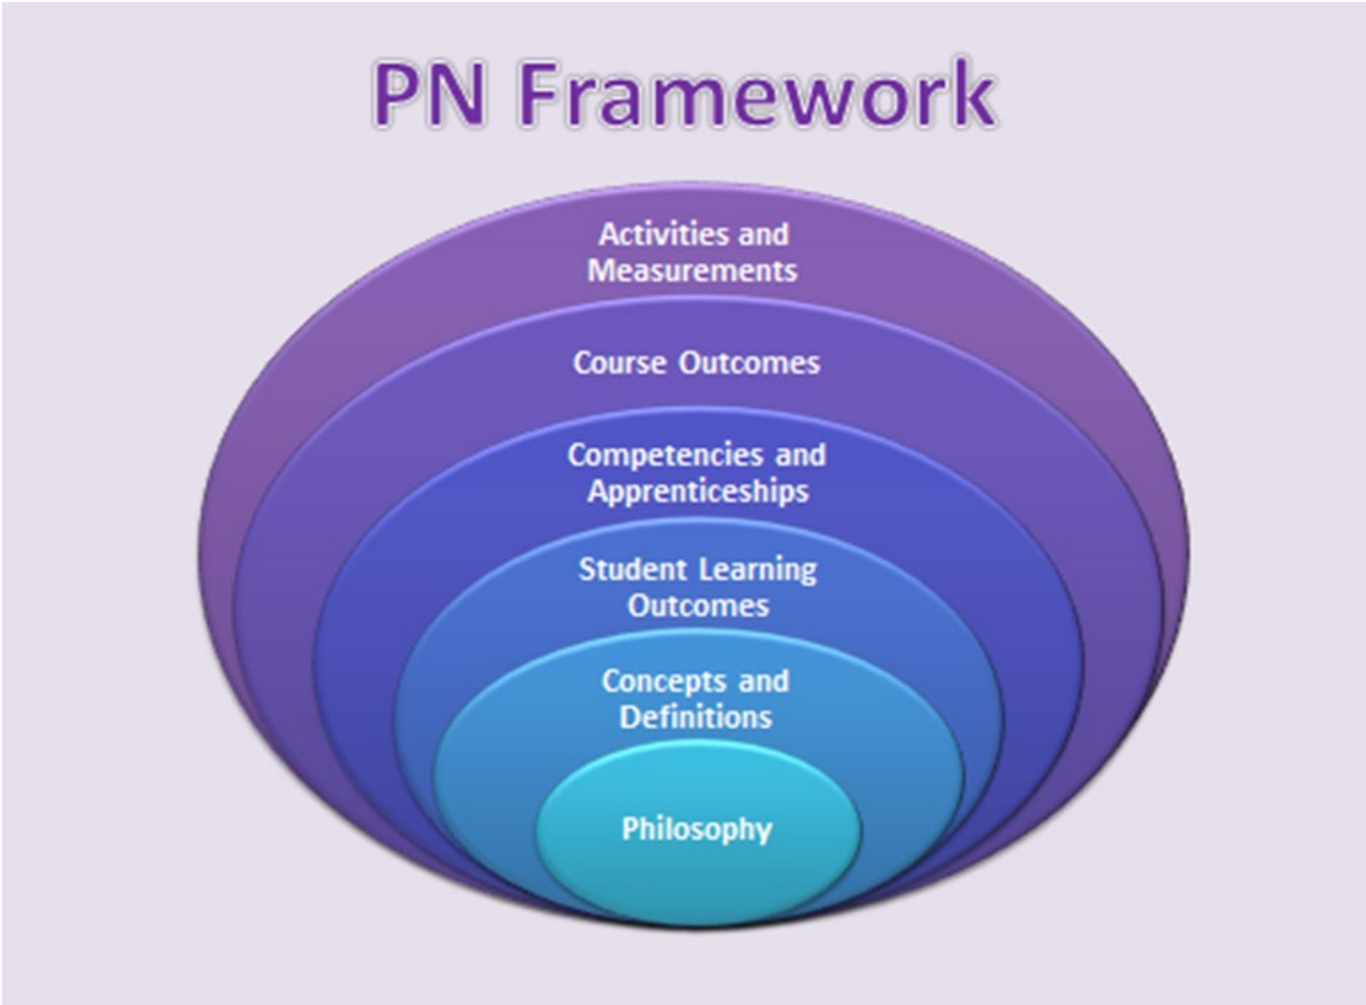 PN Framework
Activities and
Measurements
Course Outcomes
Competencies and
Apprenticeships
Student Learning
Outcomes
Concepts and
Definitions
Philosophy